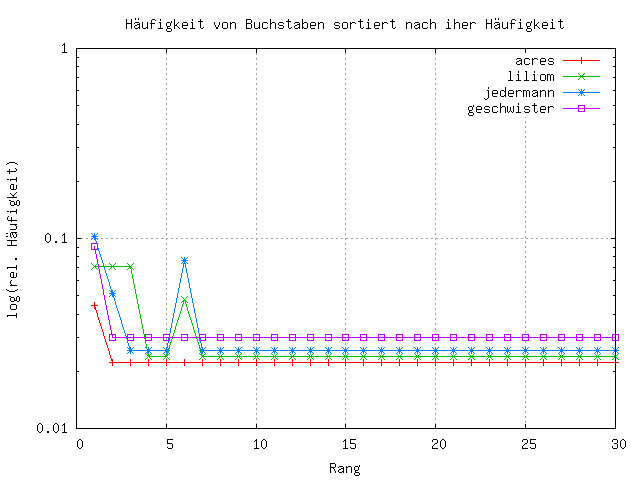 Häufigkeit von Buchstaben sortiert nach iher Häufigkeit
1
acres
liliom
jedermann
geschwister
log(rel. Häufigkeit)
0.1
0.01
0 5 10 15 20 25 30
Rang